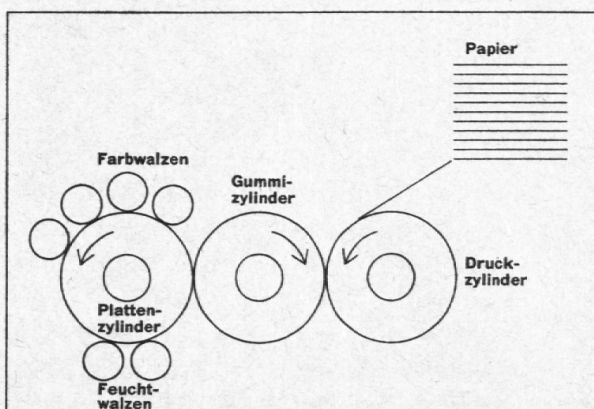 Papier
Farbwalzen
Gummi-
zylinder
Druck-
zylinder
Platten-
zylinder
Feucht-
walzen